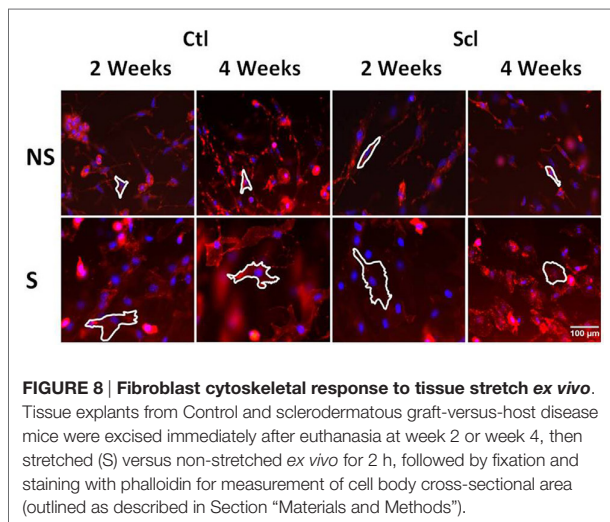 Ctl Scl
2 Weeks 4 Weeks 2 Weeks 4 Weeks
NS
S
100 µm
FIGURE 8 | Fibroblast cytoskeletal response to tissue stretch ex vivo.
Tissue explants from Control and sclerodermatous graft-versus-host disease
mice were excised immediately after euthanasia at week 2 or week 4, then
stretched (S) versus non-stretched ex vivo for 2 h, followed by fixation and
staining with phalloidin for measurement of cell body cross-sectional area
(outlined as described in Section “Materials and Methods”).